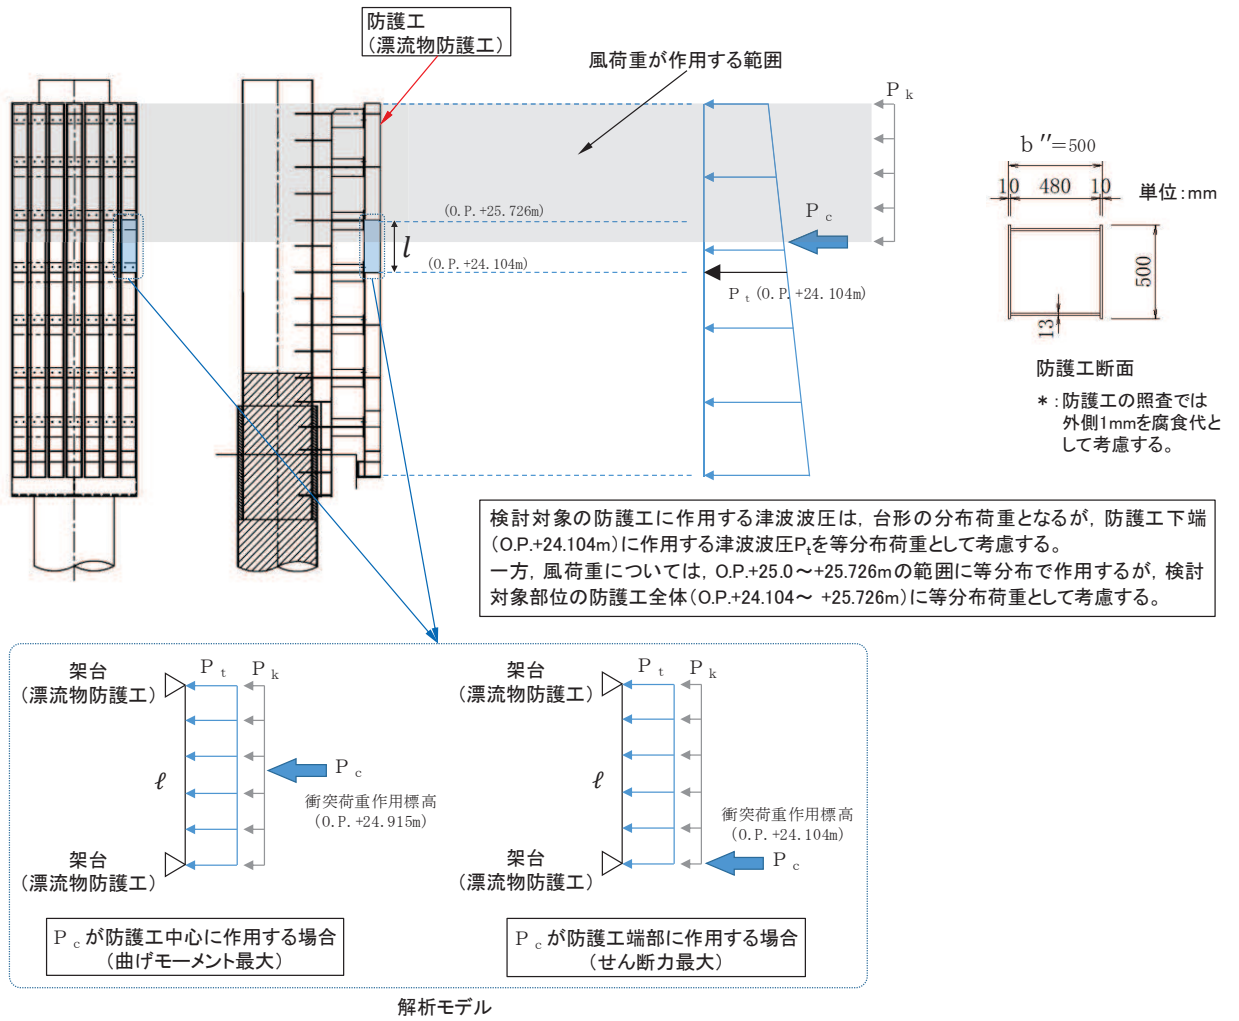 防護工
（漂流物防護工）
風荷重が作用する範囲
P k
b ″=500
10 480 10
単位：mm
(O.P.+25.726m)
P c
l
(O.P.+24.104m)
P t (O.P.+24.104m)
500
13
防護工断面
＊：防護工の照査では
外側1mmを腐食代と
して考慮する。
検討対象の防護工に作用する津波波圧は，台形の分布荷重となるが，防護工下端
（O.P.+24.104m）に作用する津波波圧Ptを等分布荷重として考慮する。
一方，風荷重については，O.P.+25.0～+25.726mの範囲に等分布で作用するが，検討
対象部位の防護工全体（O.P.+24.104～ +25.726m）に等分布荷重として考慮する。
架台
（漂流物防護工）
P t P k
ℓ
P c
衝突荷重作用標高
(O.P.+24.915m)
架台
（漂流物防護工）
P c が防護工中心に作用する場合
（曲げモーメント最大）
架台
（漂流物防護工）
P t P k
ℓ
衝突荷重作用標高
(O.P.+24.104m)
架台
（漂流物防護工）
P c
P c が防護工端部に作用する場合
（せん断力最大）
解析モデル